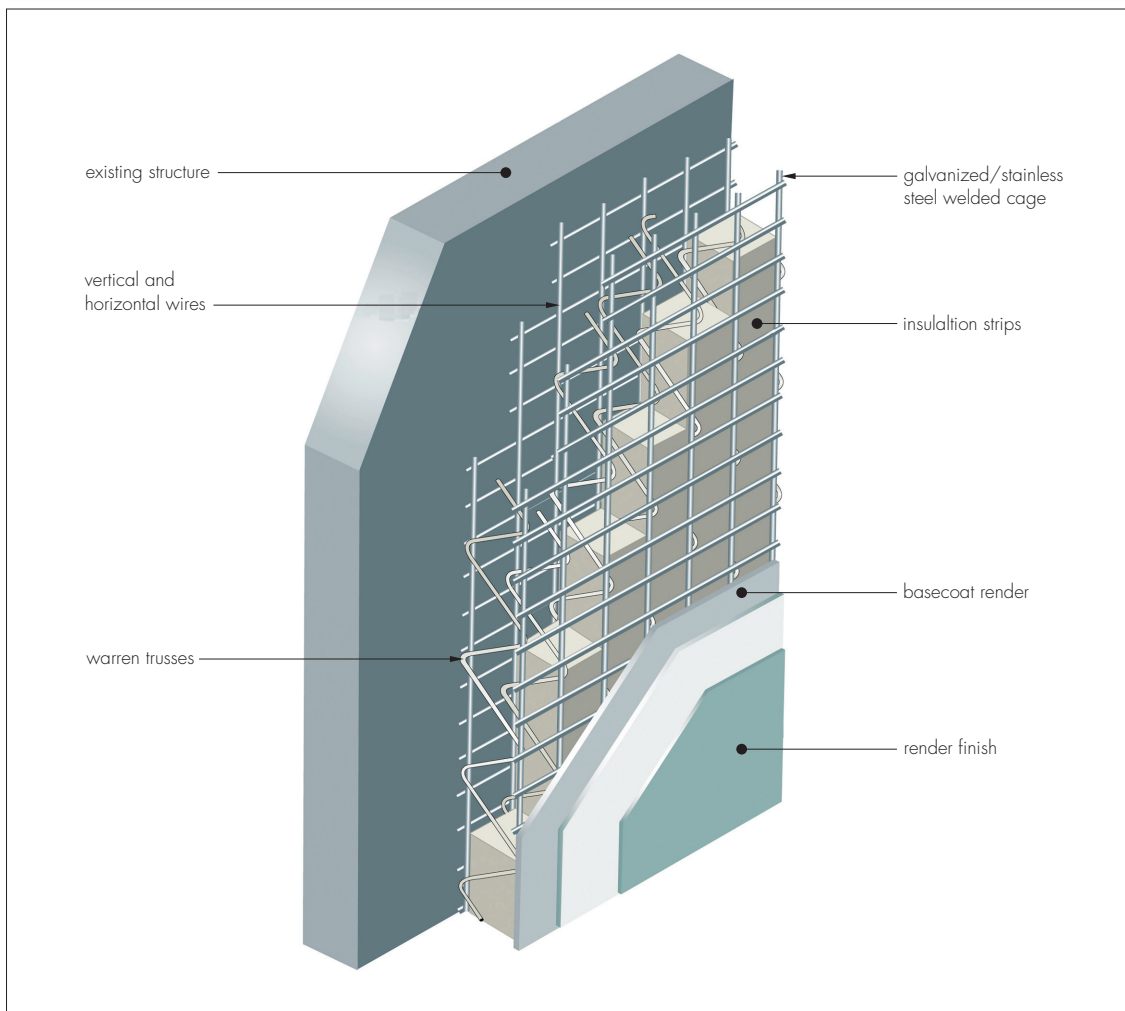 existing structure
galvanized/stainless
steel welded cage
vertical and
horizontal wires
insulaltion strips
basecoat render
warren trusses
render finish